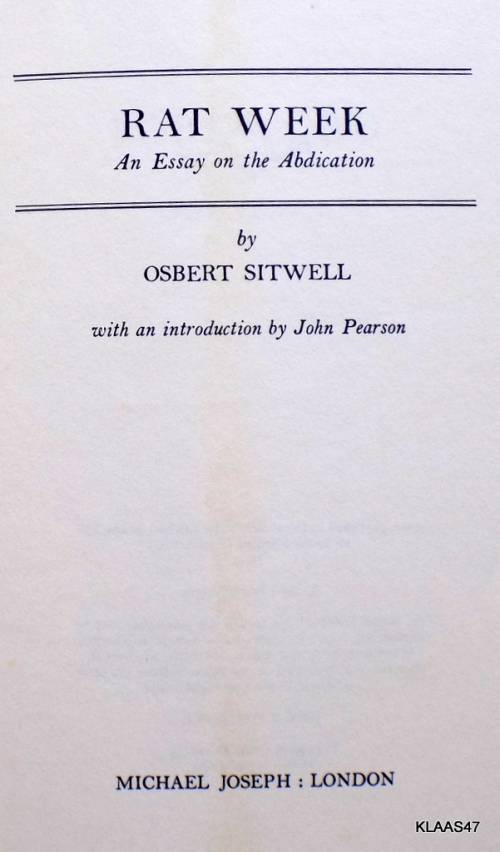 RAT WEEK
An Essay on the Abdication
by
OSBERT SITWELL
with an introduction by John Pearson
MICHAEL JOSEPH : LONDON
KLAAS47